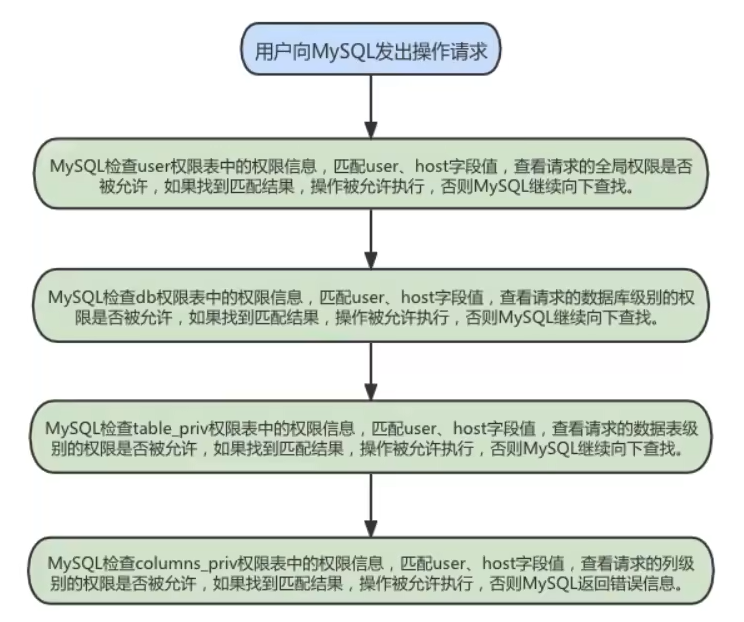 用户向MySQL发出操作请求
MySQL检查user权限表中的权限信息，匹配user、host字段值，查看请求的全局权限是否
被允许，如果找到匹配结果，操作被允许执行，否则MySQL继续向下查找。
MySQL检查db权限表中的权限信息，匹配user、host字段值，查看请求的数据库级别的权
限是否被允许，如果找到匹配结果，操作被允许执行，否则MySQL继续向下查找。
MySQL检查table_priv权限表中的权限信息，匹配user、host字段值，查看请求的数据表级
别的权限是否被允许，如果找到匹配结果，操作被允许执行，否则MySQL继续向下查找。
MySQL检查columns_priv权限表中的权限信息，匹配user、host字段值，查看请求的列级
别的权限是否被允许，如果找到匹配结果，操作被允许执行，否则MySQL返回错误信息。